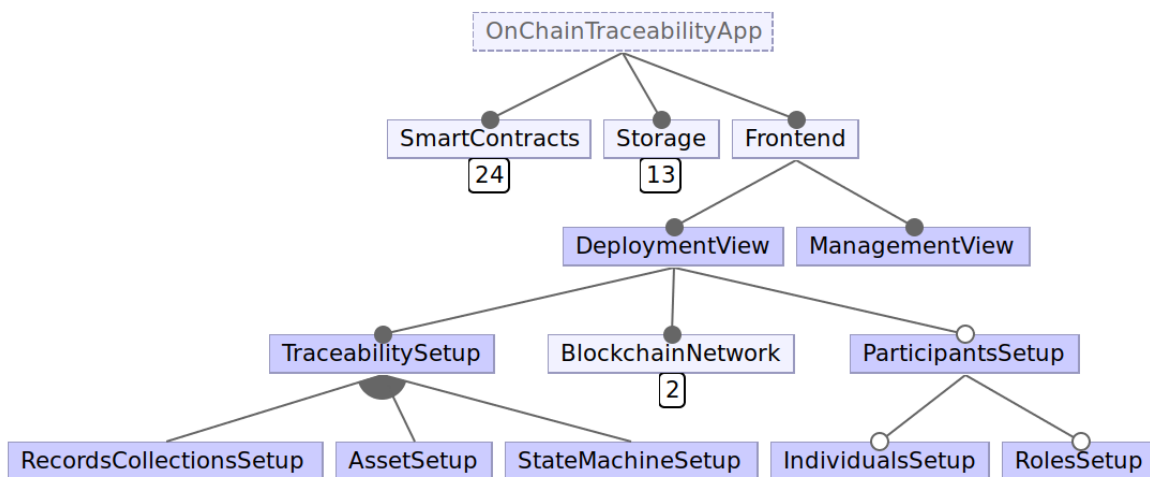 OnChainTraceabilityApp
SmartContracts
Storage
Frontend
24
13
DeploymentView
ManagementView
TraceabilitySetup
BlockchainNetwork
ParticipantsSetup
2
RecordsCollectionsSetup
AssetSetup
StateMachineSetup
IndividualsSetup
RolesSetup